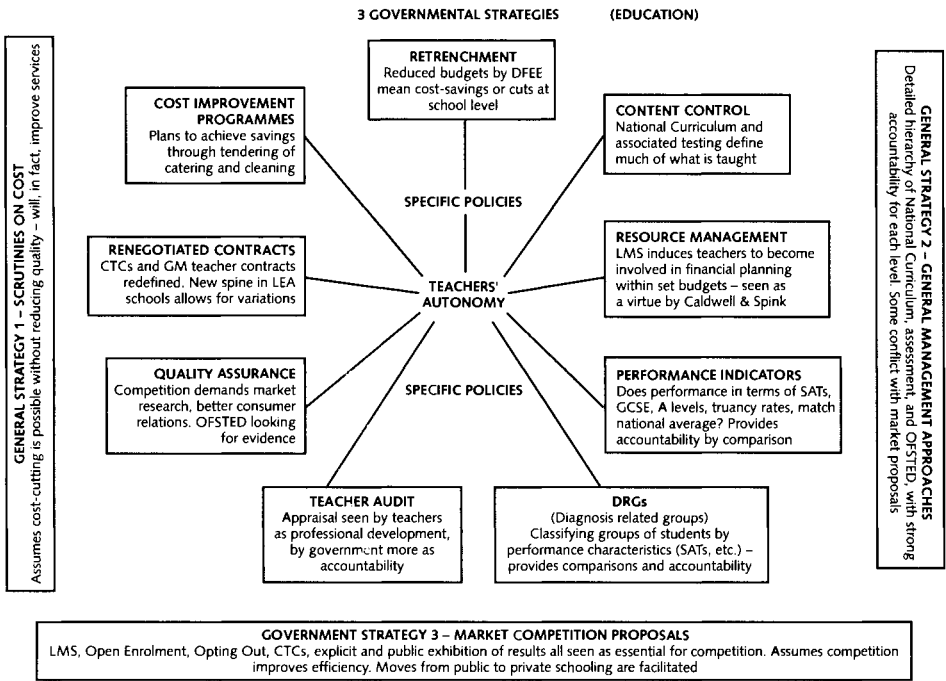 3 GOVERNMENTAL STRATEGIES (EDUCATION)
GENERAL STRATEGY 1 – SCRUTINIES ON COST
Assumes cost-cutting is possible without reducing quality – will, in fact, improve services
RETRENCHMENT
Reduced budgets by DFEE
mean cost-savings or cuts at
school level
COST IMPROVEMENT
PROGRAMMES
Plans to achieve savings
through tendering of
catering and cleaning
CONTENT CONTROL
National Curriculum and
associated testing define
much of what is taught
SPECIFIC POLICIES
RENEGOTIATED CONTRACTS
CTCs and GM teacher contracts
redefined. New spine in LEA
schools allows for variations
TEACHERS'
AUTONOMY
RESOURCE MANAGEMENT
LMS induces teachers to become
involved in financial planning
within set budgets – seen as
a virtue by Caldwell & Spink
QUALITY ASSURANCE
Competition demands market
research, better consumer
relations. OFSTED looking
for evidence
SPECIFIC POLICIES
PERFORMANCE INDICATORS
Does performance in terms of SATs,
GCSE, A levels, truancy rates, match
national average? Provides
accountability by comparison
TEACHER AUDIT
Appraisal seen by teachers
as professional development,
by government more as
accountability
DRGs
(Diagnosis related groups)
Classifying groups of students by
performance characteristics (SATs, etc.) –
provides comparisons and accountability
GENERAL STRATEGY 2 – GENERAL MANAGEMENT APPROACHES
Detailed hierarchy of National Curriculum, assessment, and OFSTED, with strong
accountability for each level. Some conflict with market proposals
GOVERNMENT STRATEGY 3 – MARKET COMPETITION PROPOSALS
LMS, Open Enrolment, Opting Out, CTCs, explicit and public exhibition of results all seen as essential for competition. Assumes competition
improves efficiency. Moves from public to private schooling are facilitated